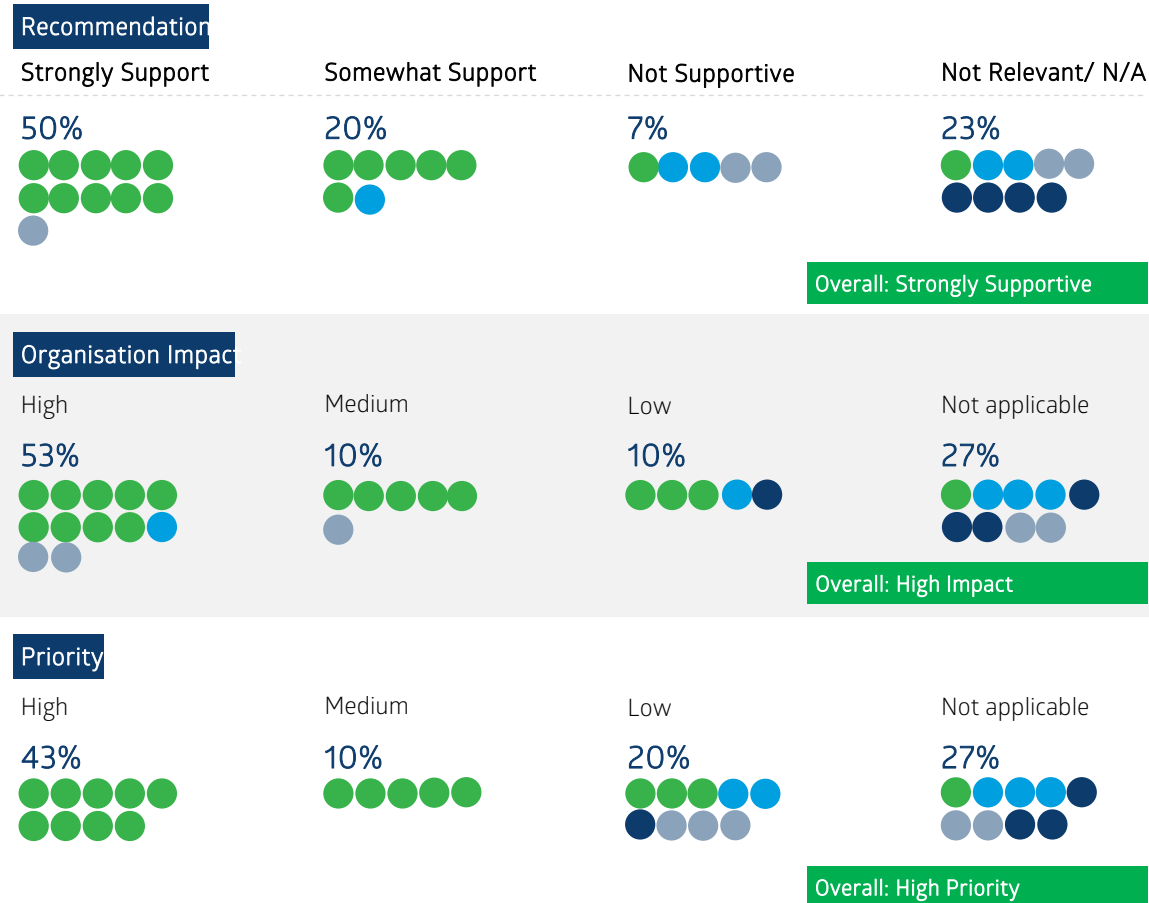 Recommendation
Strongly Support Somewhat Support Not Supportive Not Relevant/ N/A
50% 20% 7% 23%
Overall: Strongly Supportive
Organisation Impact
High Medium Low Not applicable
53% 10% 10% 27%
Overall: High Impact
Priority
High Medium Low Not applicable
43% 10% 20% 27%
Overall: High Priority